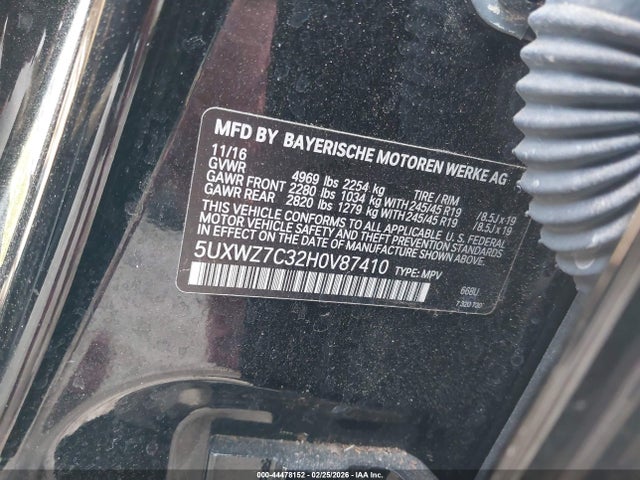 MFD BY BAYERISCHE MOTOREN WERKE AG
11/16
GVWR 4969 lbs 2254 kg TIRE / RIM
GAWR FRONT 2280 lbs 1034 kg WITH 245/45 R19 / 8.5J x 19
GAWR REAR 2820 lbs 1279 kg WITH 245/45 R19 / 8.5J x 19
THIS VEHICLE CONFORMS TO ALL APPLICABLE U.S. FEDERAL
MOTOR VEHICLE SAFETY STANDARDS IN EFFECT
ON THE DATE OF MANUFACTURE SHOWN ABOVE.
5UXWZ7C32H0V87410 TYPE: MPV
668U
7 320 700
000-44478152 | 02/25/2026 - IAA, Inc.